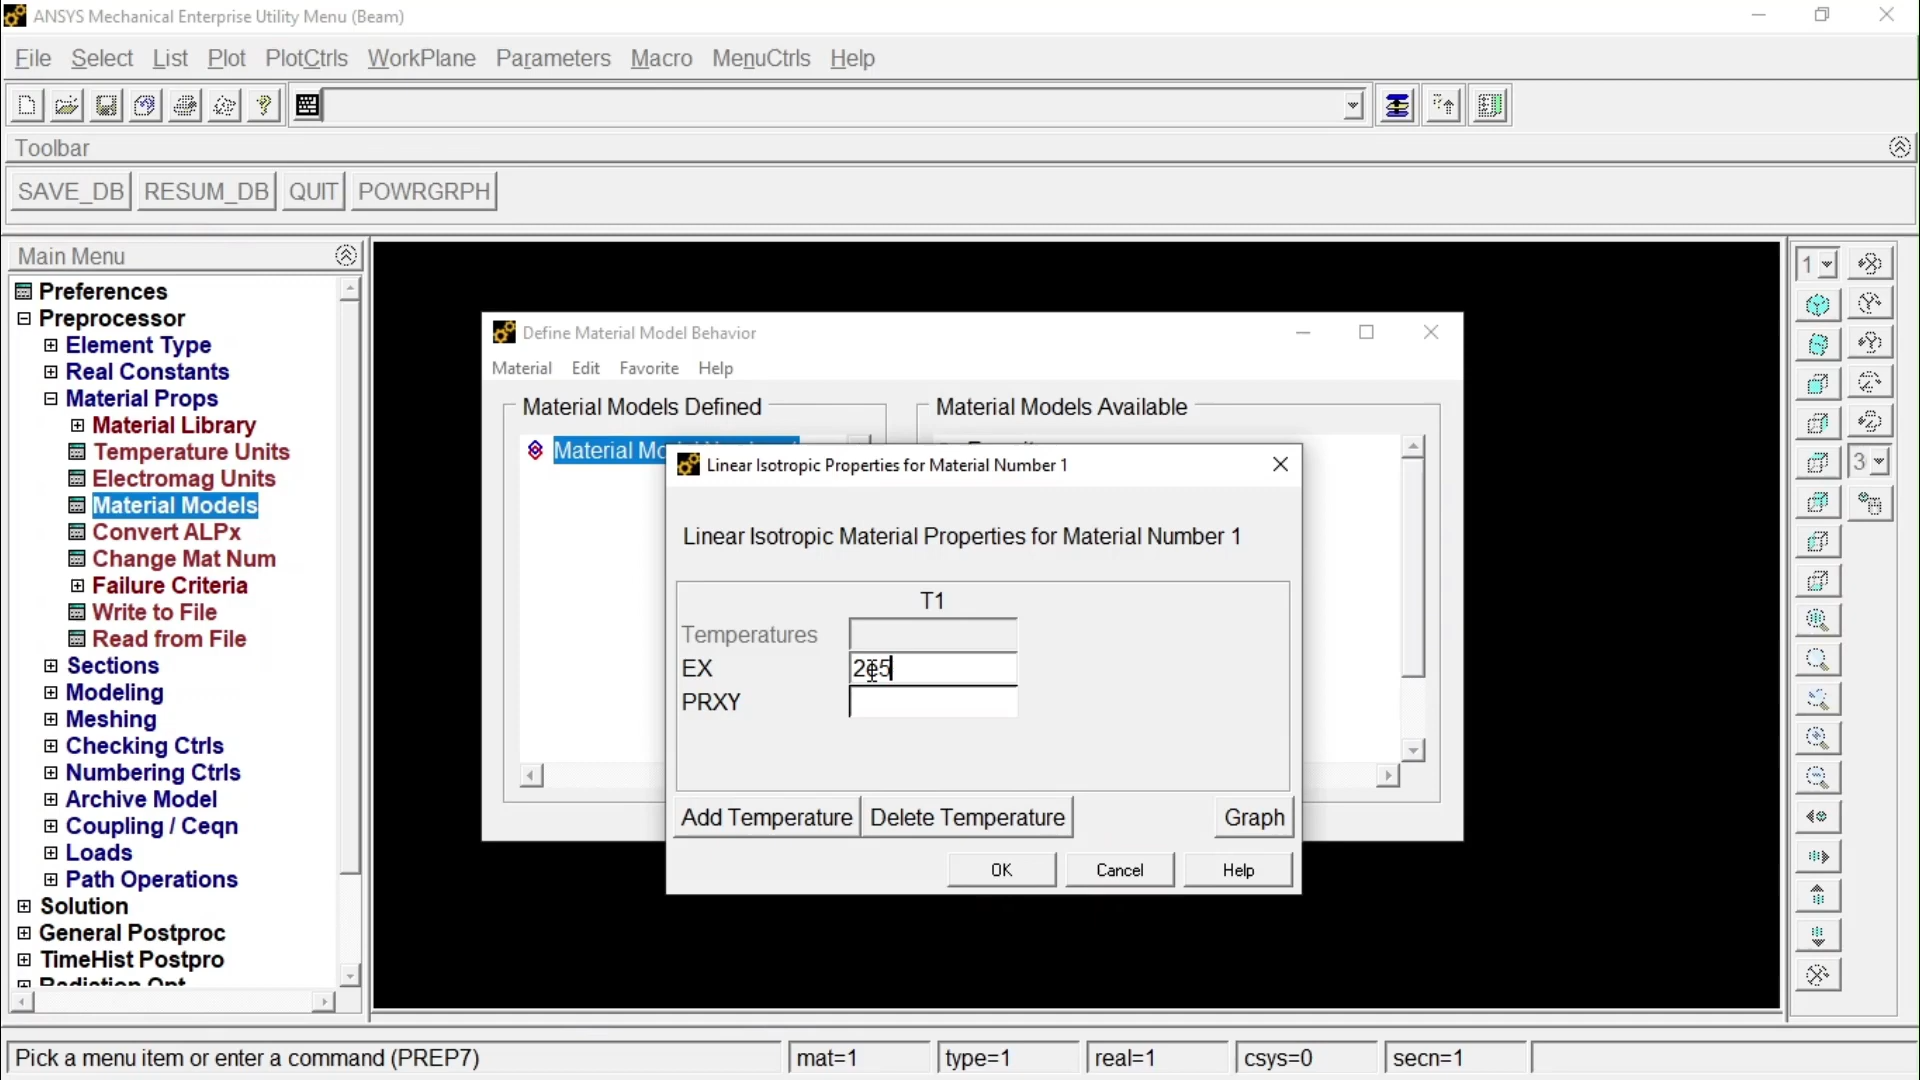 ANSYS Mechanical Enterprise Utility Menu (Beam)
File Select List Plot PlotCtrls WorkPlane Parameters Macro MenuCtrls Help
Toolbar
SAVE_DB RESUM_DB QUIT POWRGRPH
Main Menu
Preferences
Preprocessor
Element Type
Real Constants
Material Props
Material Library
Temperature Units
Electromag Units
Material Models
Convert ALPx
Change Mat Num
Failure Criteria
Write to File
Read from File
Sections
Modeling
Meshing
Checking Ctrls
Numbering Ctrls
Archive Model
Coupling / Ceqn
Loads
Path Operations
Solution
General Postproc
TimeHist Postpro
Define Material Model Behavior
Material Edit Favorite Help
Material Models Defined
Material Models Available
Material
Linear Isotropic Properties for Material Number 1
Linear Isotropic Material Properties for Material Number 1
T1
Temperatures
EX 2e5
PRXY
Add Temperature Delete Temperature Graph
OK Cancel Help
1
3
Pick a menu item or enter a command (PREP7) mat=1 type=1 real=1 csys=0 secn=1